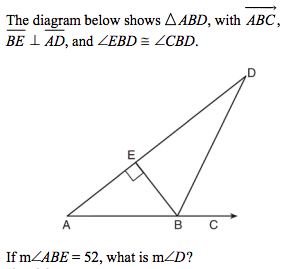 The diagram below shows △ABD, with ABC,
BE ⊥ AD, and ∠EBD ≅ ∠CBD.
D
E
A B C
If m∠ABE = 52, what is m∠D?